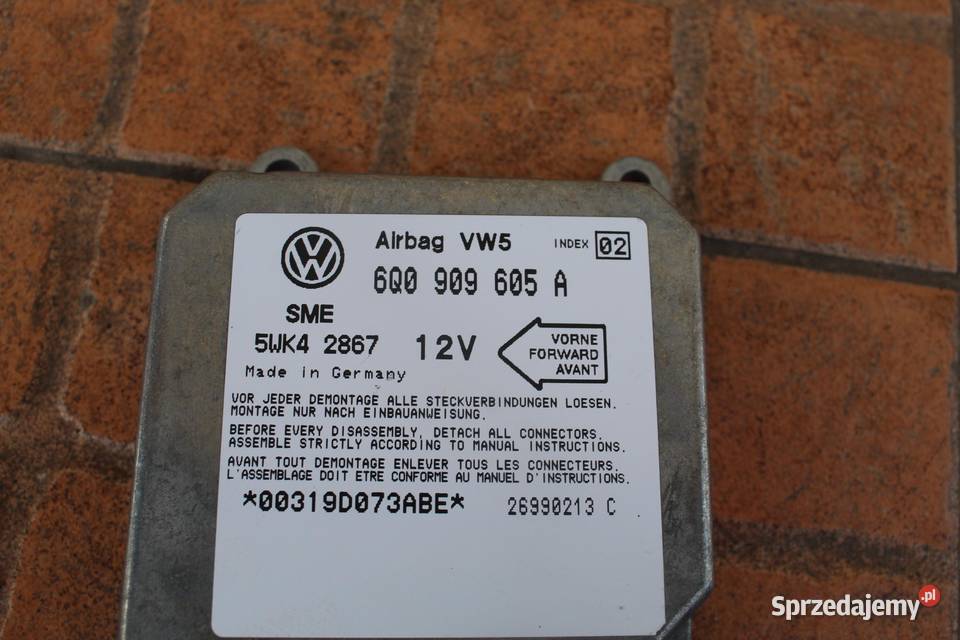 Airbag VW5 INDEX 02
6Q0 909 605 A
SME
5WK4 2867 12V
VORNE
FORWARD
AVANT
Made in Germany
VOR JEDER DEMONTAGE ALLE STECKVERBINDUNGEN LOESEN.
MONTAGE NUR NACH EINBAUANWEISUNG.
BEFORE EVERY DISASSEMBLY, DETACH ALL CONNECTORS.
ASSEMBLE STRICTLY ACCORDING TO MANUAL INSTRUCTIONS.
AVANT TOUT DEMONTAGE ENLEVER TOUS LES CONNECTEURS.
L'ASSEMBLAGE DOIT ETRE CONFORME AU MANUEL D'INSTRUCTIONS.
*00319D073ABE* 26990213 C
Sprzedajemy.pl